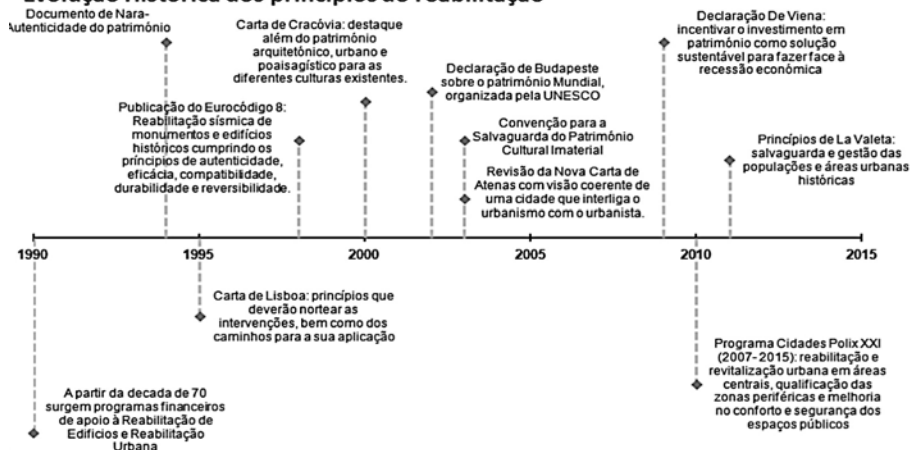 Evolução Histórica dos princípios de reabilitação
Documento de Nara-
Autenticidade do património
Publicação do Eurocódigo 8:
Reabilitação sísmica de
monumentos e edifícios
históricos cumprindo os
príncipios de autenticidade,
eficácia, compatibilidade,
durabilidade e reversibilidade.
Carta de Cracóvia: destaque
além do património
arquitetónico, urbano e
poaisagístico para as
diferentes culturas existentes.
Declaração de Budapeste
sobre o património Mundial,
organizada pela UNESCO
Convenção para a
Salvaguarda do Património
Cultural Imaterial
Revisão da Nova Carta de
Atenas com visão coerente de
uma cidade que interliga o
urbanismo com o urbanista.
Declaração De Viena:
incentivar o investimento em
património como solução
sustentável para fazer face à
recessão económica
Princípios de La Valeta:
salvaguarda e gestão das
populações e áreas urbanas
históricas
1990
1995
2000
2005
2010
2015
Carta de Lisboa: princípios que
deverão nortear as
intervenções, bem como dos
caminhos para a sua aplicação
A partir da decada de 70
surgem programas financeiros
de apoio à Reabilitação de
Edificios e Reabilitação
Urbana
Programa Cidades Polix XXI
(2007-2015): reabilitação e
revitalização urbana em áreas
centrais, qualificação das
zonas periféricas e melhoria
no conforto e segurança dos
espaços públicos